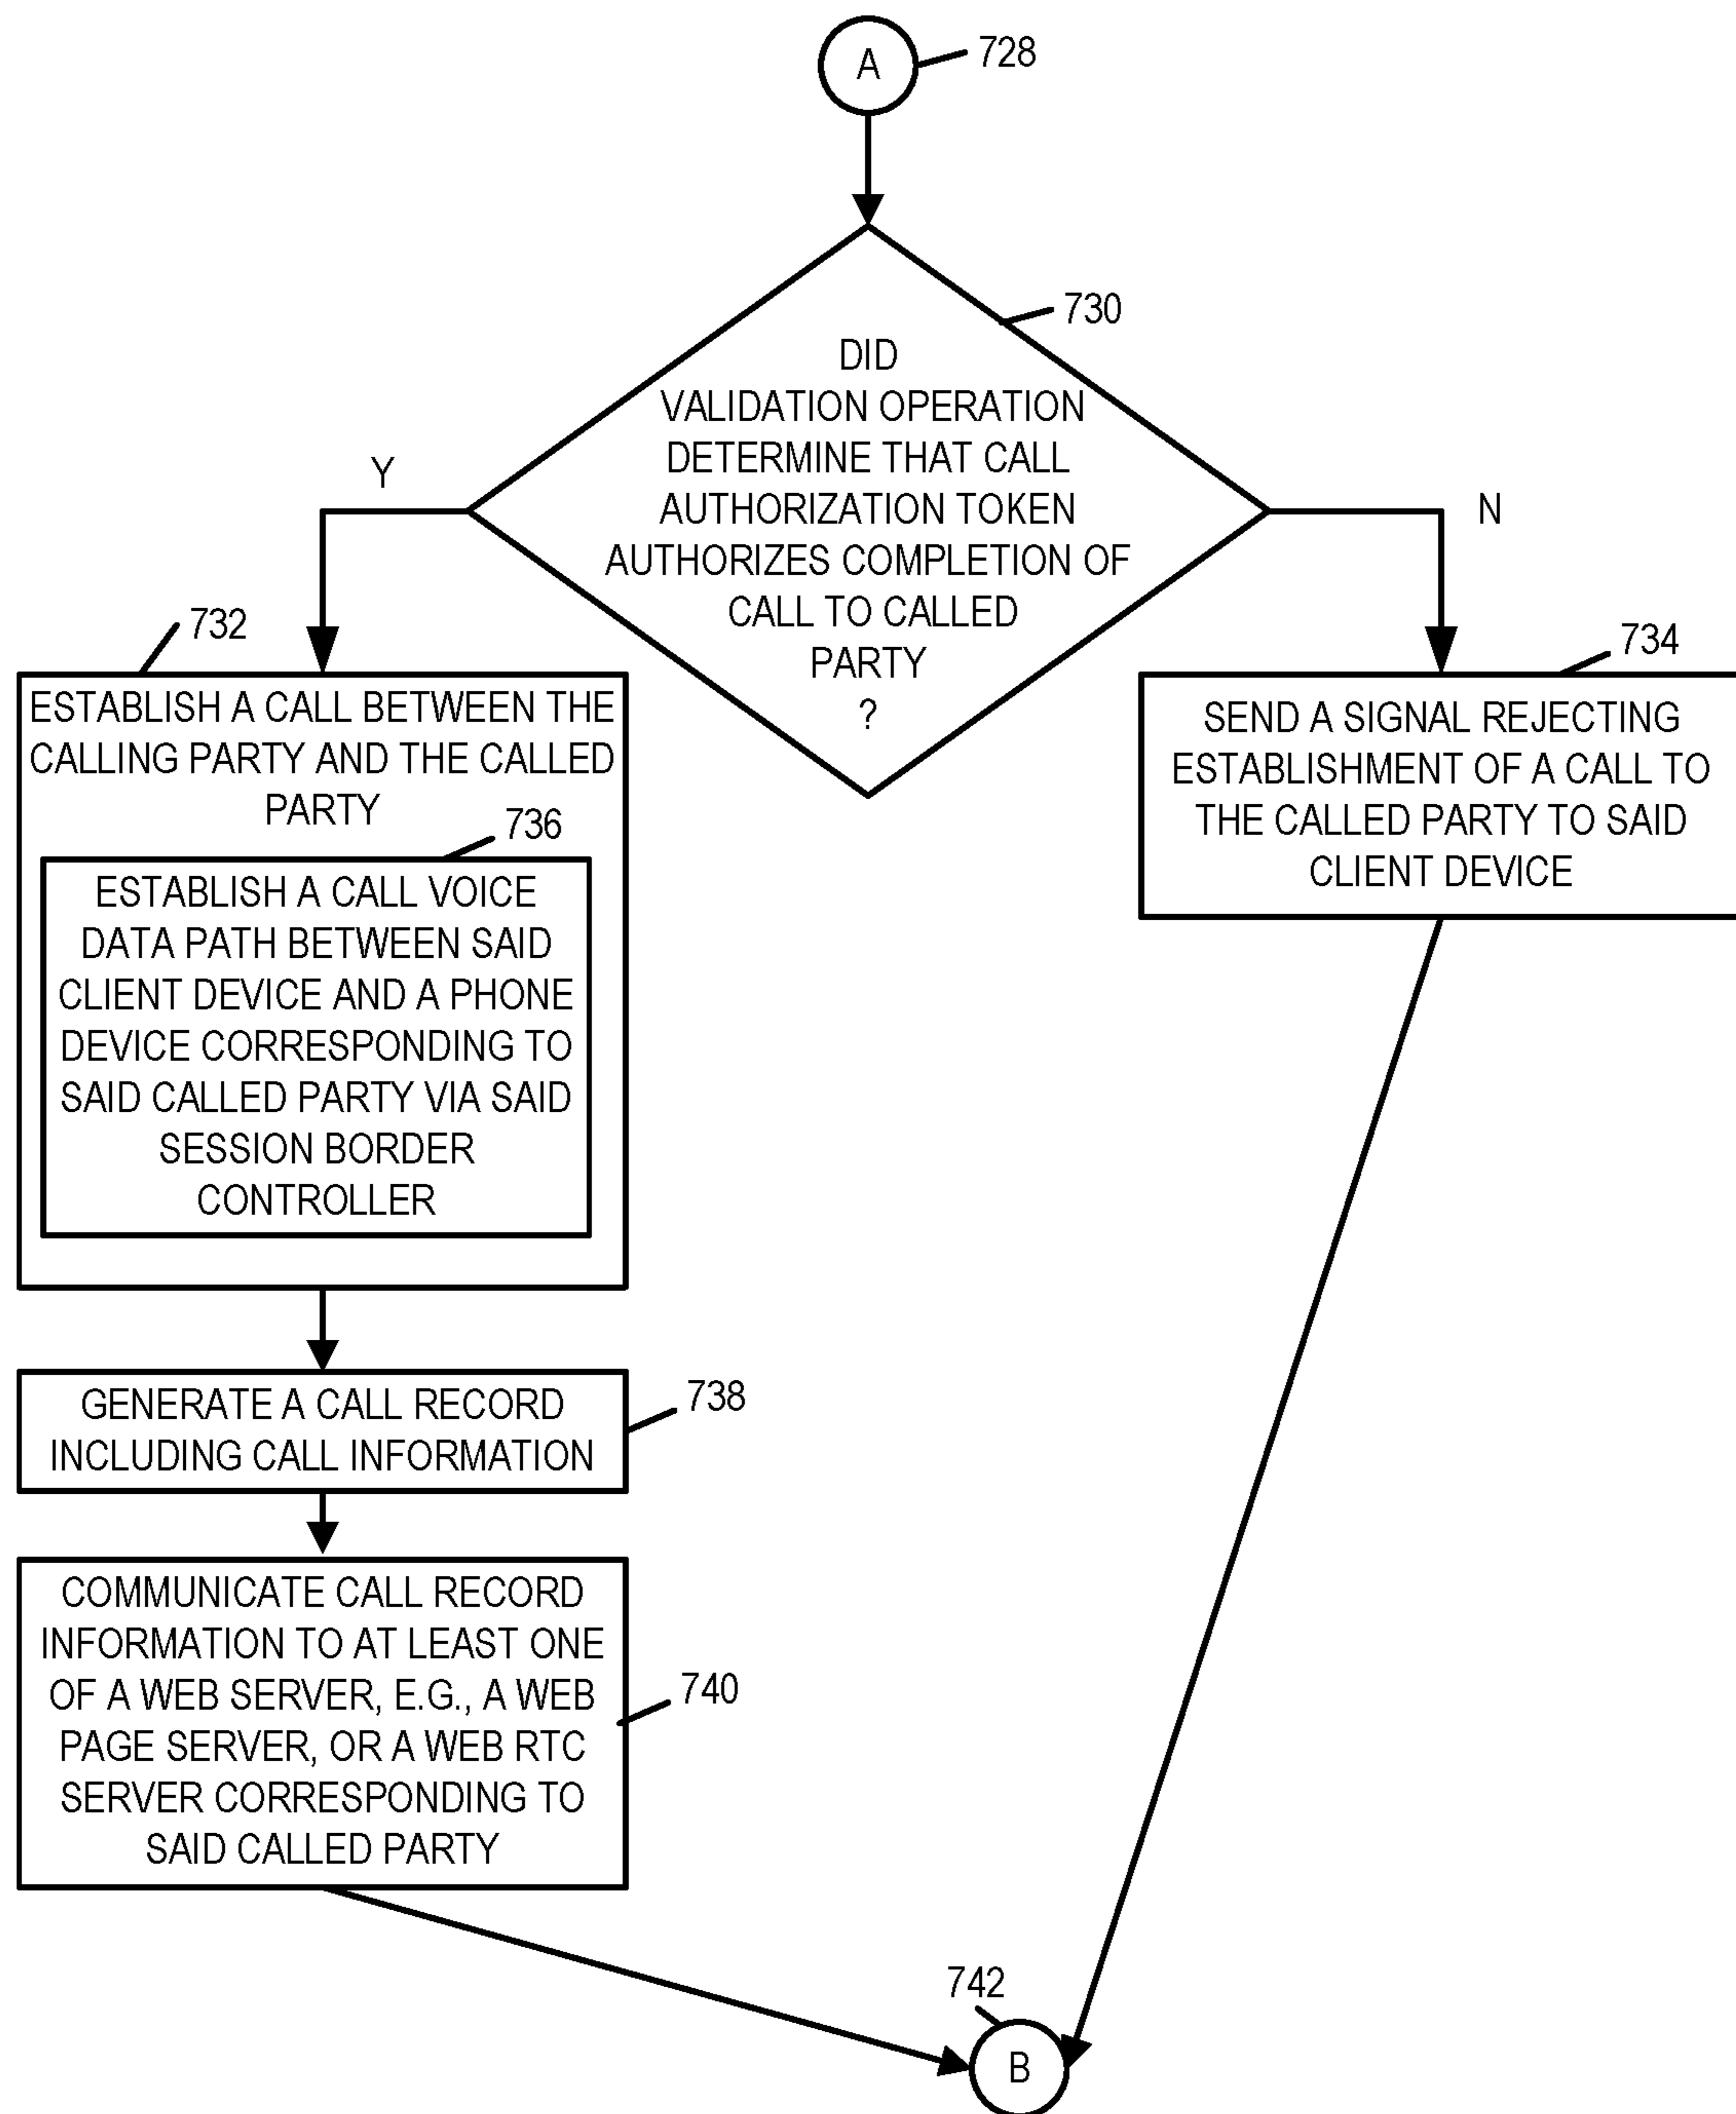 A
728
730
DID
VALIDATION OPERATION
DETERMINE THAT CALL
AUTHORIZATION TOKEN
AUTHORIZES COMPLETION OF
CALL TO CALLED
PARTY
?
Y
N
732
ESTABLISH A CALL BETWEEN THE
CALLING PARTY AND THE CALLED
PARTY
736
ESTABLISH A CALL VOICE
DATA PATH BETWEEN SAID
CLIENT DEVICE AND A PHONE
DEVICE CORRESPONDING TO
SAID CALLED PARTY VIA SAID
SESSION BORDER
CONTROLLER
734
SEND A SIGNAL REJECTING
ESTABLISHMENT OF A CALL TO
THE CALLED PARTY TO SAID
CLIENT DEVICE
738
GENERATE A CALL RECORD
INCLUDING CALL INFORMATION
740
COMMUNICATE CALL RECORD
INFORMATION TO AT LEAST ONE
OF A WEB SERVER, E.G., A WEB
PAGE SERVER, OR A WEB RTC
SERVER CORRESPONDING TO
SAID CALLED PARTY
742
B